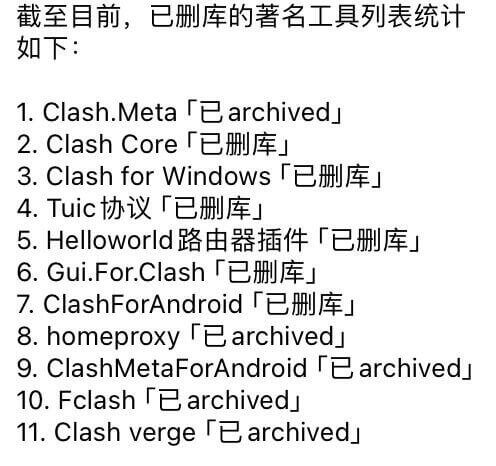 截至目前，已删库的著名工具列表统计
如下：
1. Clash.Meta「已archived」
2. Clash Core「已删库」
3. Clash for Windows「已删库」
4. Tuic协议「已删库」
5. Helloworld路由器插件「已删库」
6. Gui.For.Clash「已删库」
7. ClashForAndroid「已删库」
8. homeproxy「已archived」
9. ClashMetaForAndroid「已archived」
10. Fclash「已archived」
11. Clash verge「已archived」